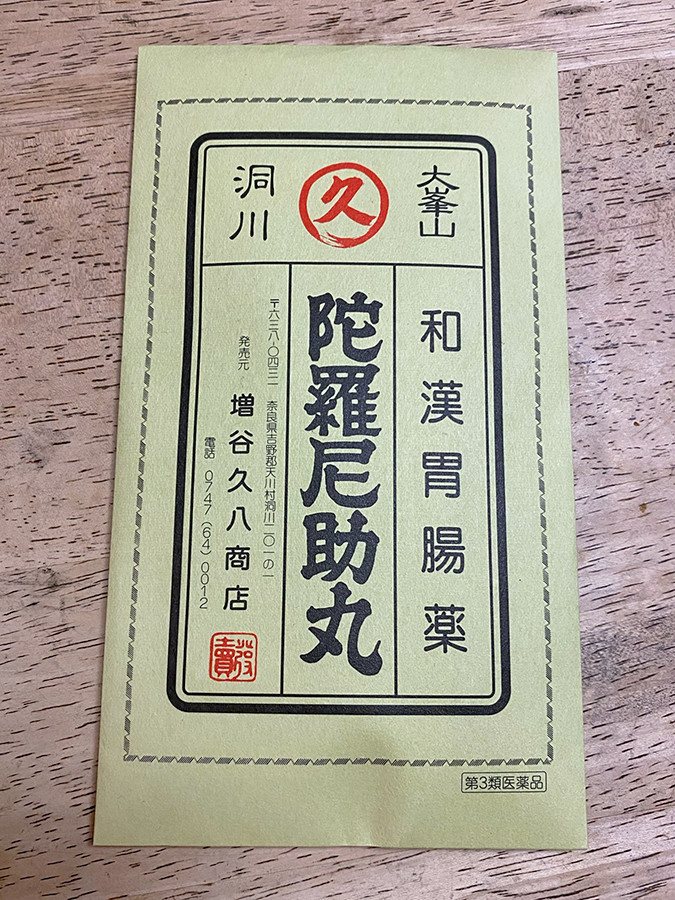 大峯山
久
洞川
和漢胃腸薬
陀羅尼助丸
〒六三八-〇四三一 奈良県吉野郡天川村洞川二〇一の一
発売元 増谷久八商店
電話 0747(64)0012
發賣
第3類医薬品